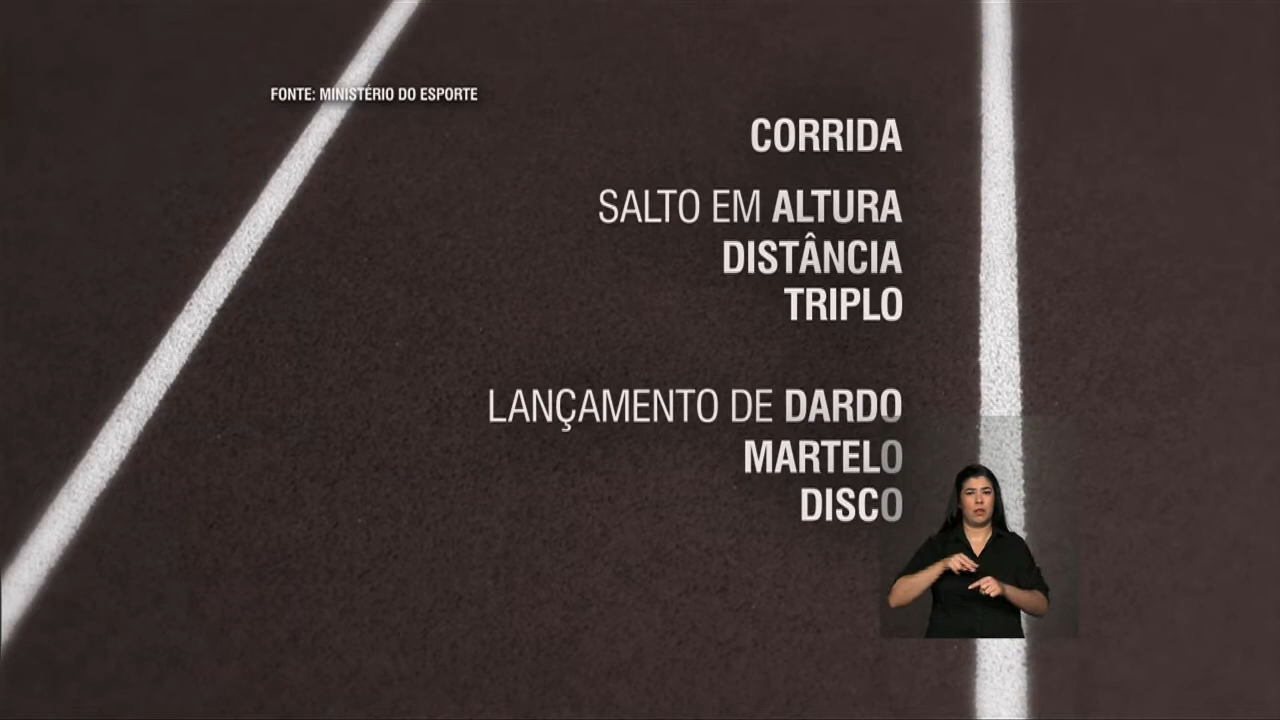 FONTE: MINISTÉRIO DO ESPORTE
CORRIDA
SALTO EM ALTURA
DISTÂNCIA
TRIPLO
LANÇAMENTO DE DARDO
MARTELO
DISCO